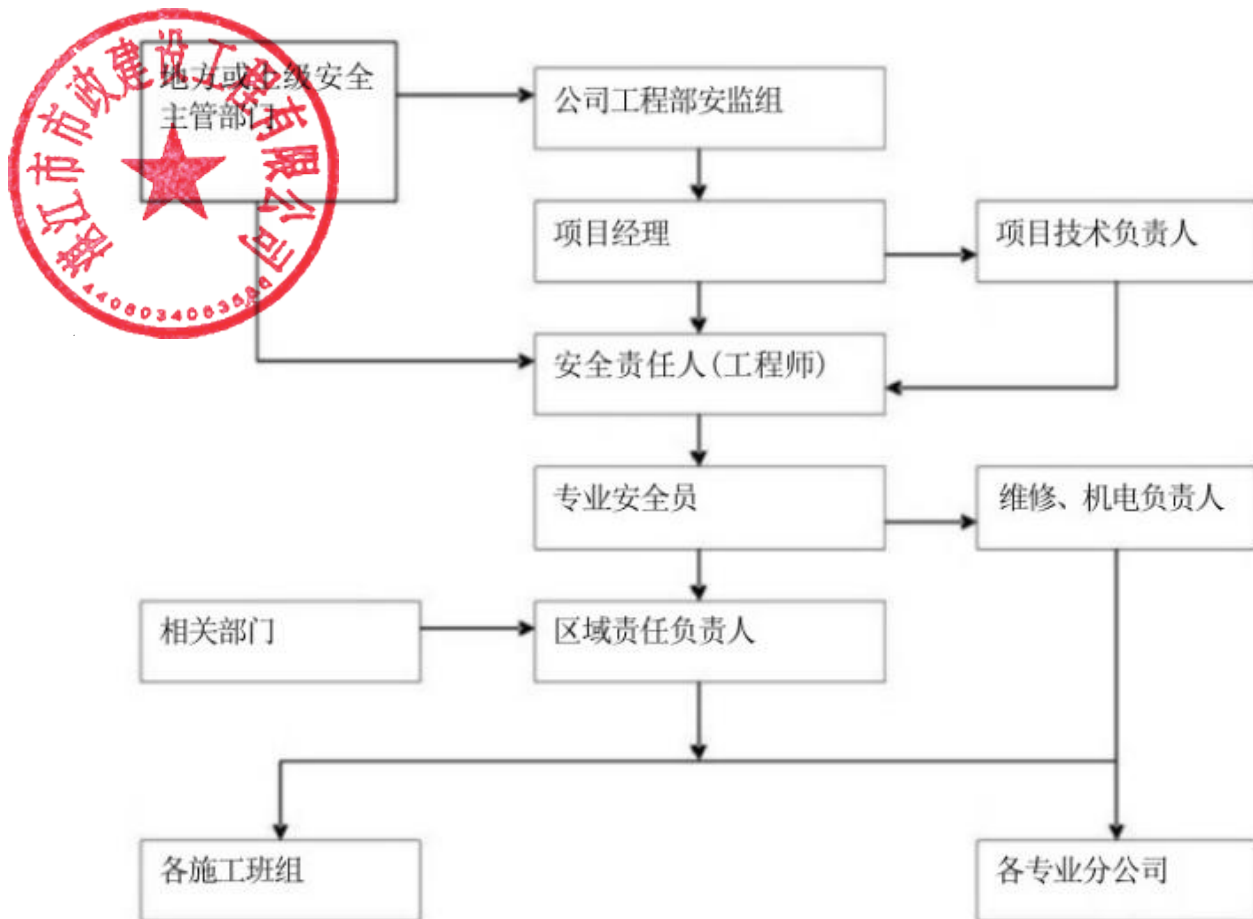 地方或上级安全
主管部门
公司工程部安监组
项目经理
项目技术负责人
安全责任人(工程师)
专业安全员
维修、机电负责人
相关部门
区域责任负责人
各施工班组
各专业分公司
湛江市市政建设工程有限公司